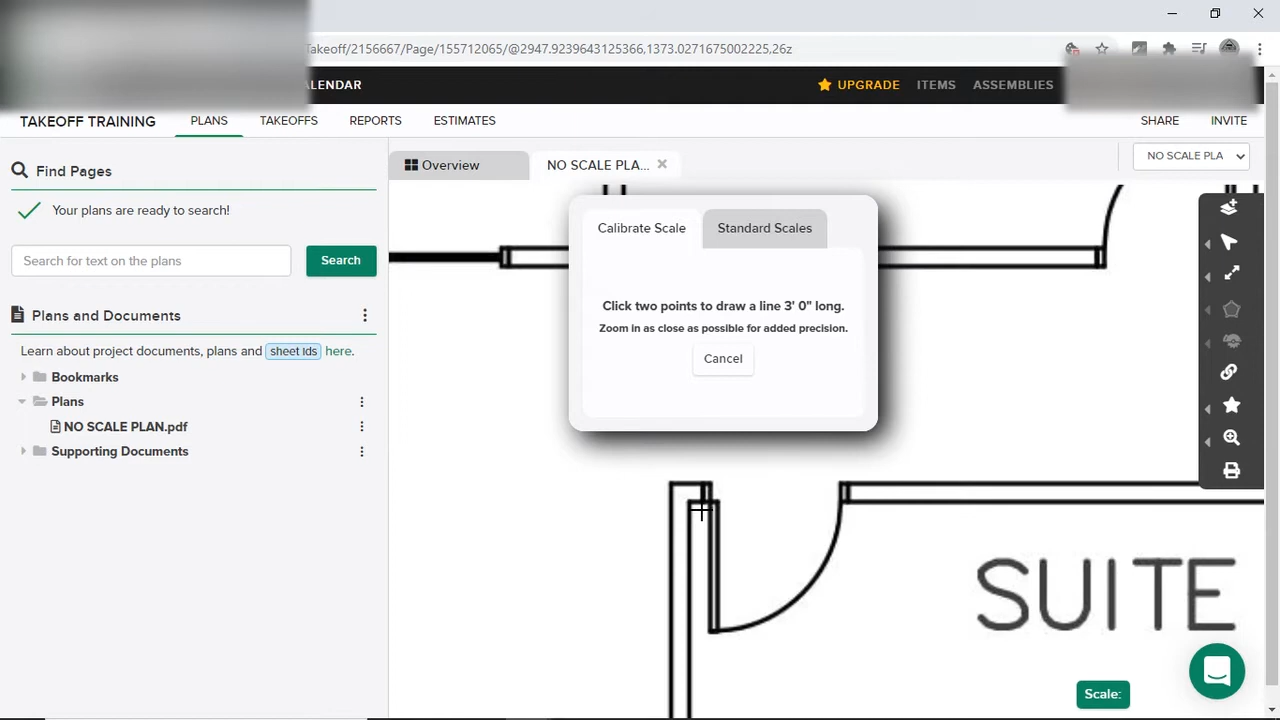 Takeoff/2156667/Page/155712065/@2947.9239643125366,1373.0271675002225,26z
ALENDAR
UPGRADE
ITEMS
ASSEMBLIES
TAKEOFF TRAINING
PLANS
TAKEOFFS
REPORTS
ESTIMATES
SHARE
INVITE
Find Pages
Your plans are ready to search!
Search for text on the plans
Search
Plans and Documents
Learn about project documents, plans and sheet ids here.
Bookmarks
Plans
NO SCALE PLAN.pdf
Supporting Documents
Overview
NO SCALE PLA...
NO SCALE PLA
Calibrate Scale
Standard Scales
Click two points to draw a line 3' 0" long.
Zoom in as close as possible for added precision.
Cancel
SUITE
Scale: